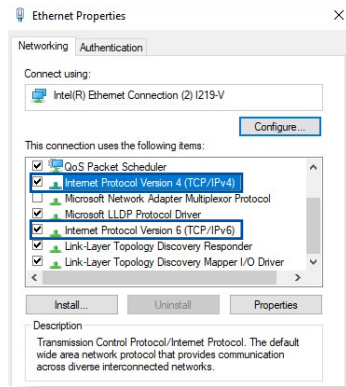 Ethernet Properties
Networking Authentication
Connect using:
Intel(R) Ethernet Connection (2) I219-V
Configure...
This connection uses the following items:
QoS Packet Scheduler
Internet Protocol Version 4 (TCP/IPv4)
Microsoft Network Adapter Multiplexor Protocol
Microsoft LLDP Protocol Driver
Internet Protocol Version 6 (TCP/IPv6)
Link-Layer Topology Discovery Responder
Link-Layer Topology Discovery Mapper I/O Driver
Install... Uninstall Properties
Description
Transmission Control Protocol/Internet Protocol. The default
wide area network protocol that provides communication
across diverse interconnected networks.